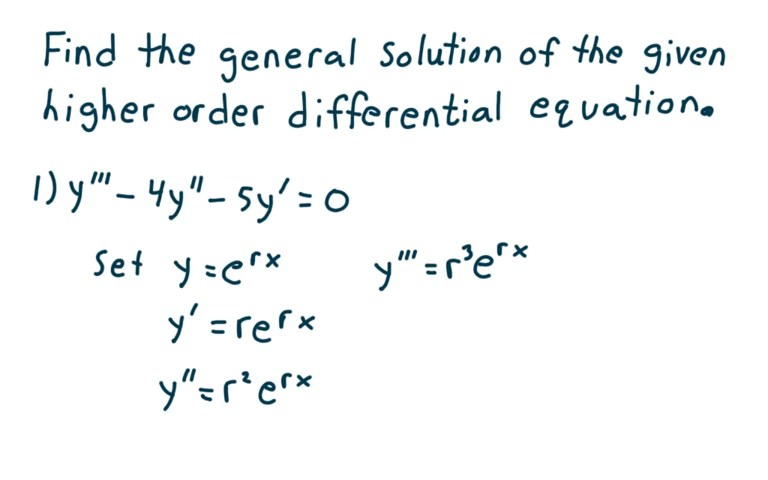 Find the general solution of the given
higher order differential equation.
1) y''' - 4y'' - 5y' = 0
Set y = e^{rx} y''' = r³e^{rx}
y' = re^{rx}
y'' = r²e^{rx}